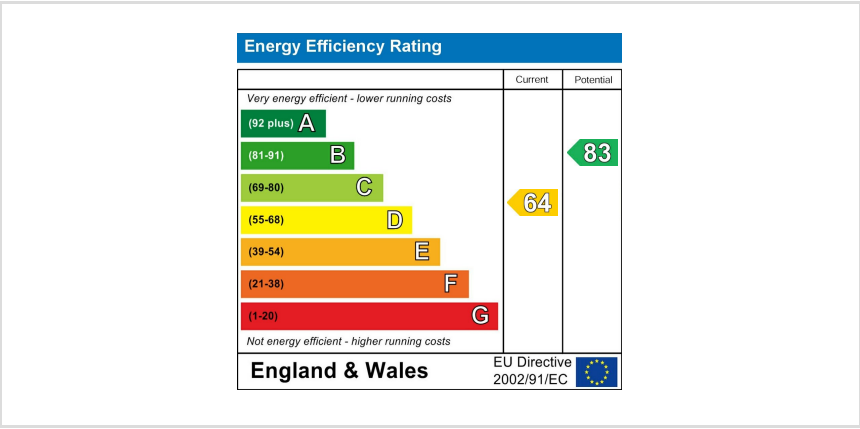 Energy Efficiency Rating
Current Potential
Very energy efficient - lower running costs
(92 plus) A
(81-91) B
83
(69-80) C
64
(55-68) D
(39-54) E
(21-38) F
(1-20) G
Not energy efficient - higher running costs
England & Wales
EU Directive
2002/91/EC